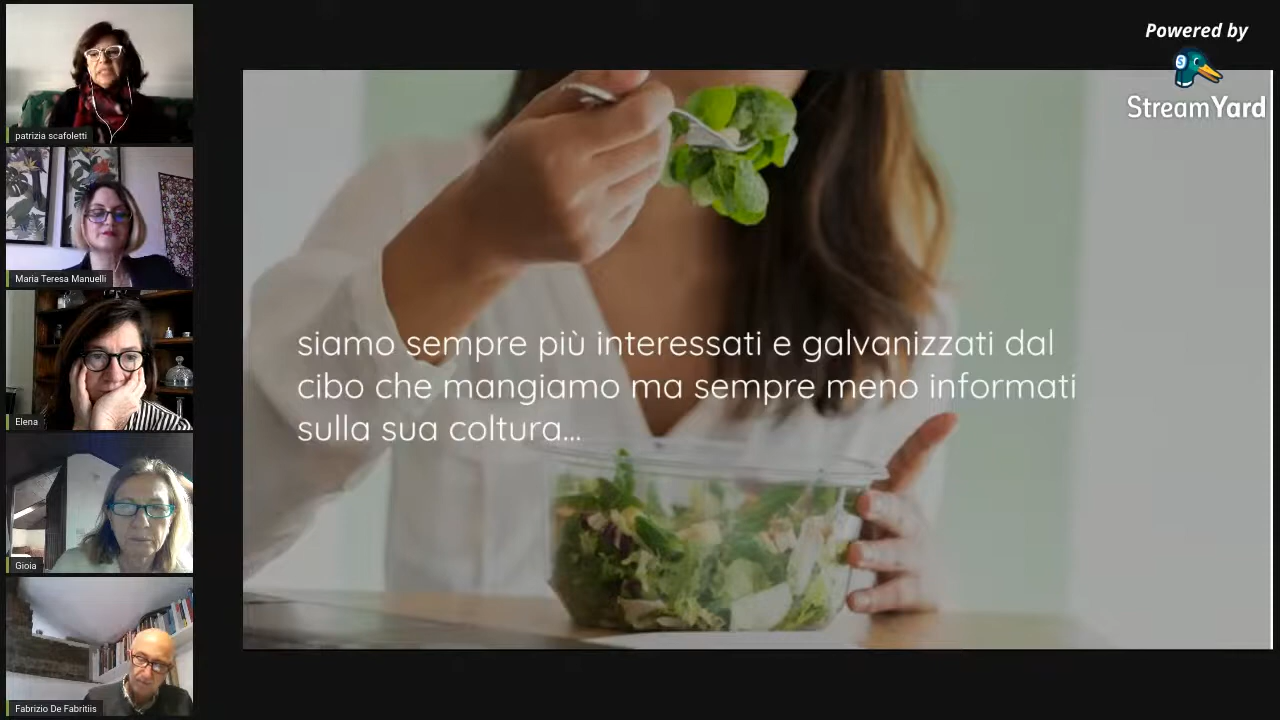 patrizia scafoletti
Maria Teresa Manuelli
Elena
Gioia
Fabrizio De Fabritiis
Powered by
S
StreamYard
siamo sempre più interessati e galvanizzati dal
cibo che mangiamo ma sempre meno informati
sulla sua coltura...